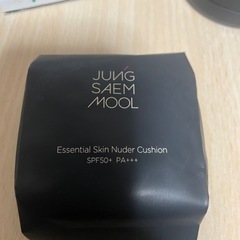 JUNG
SAEM
MOOL
Essential Skin Nuder Cushion
SPF50+ PA+++